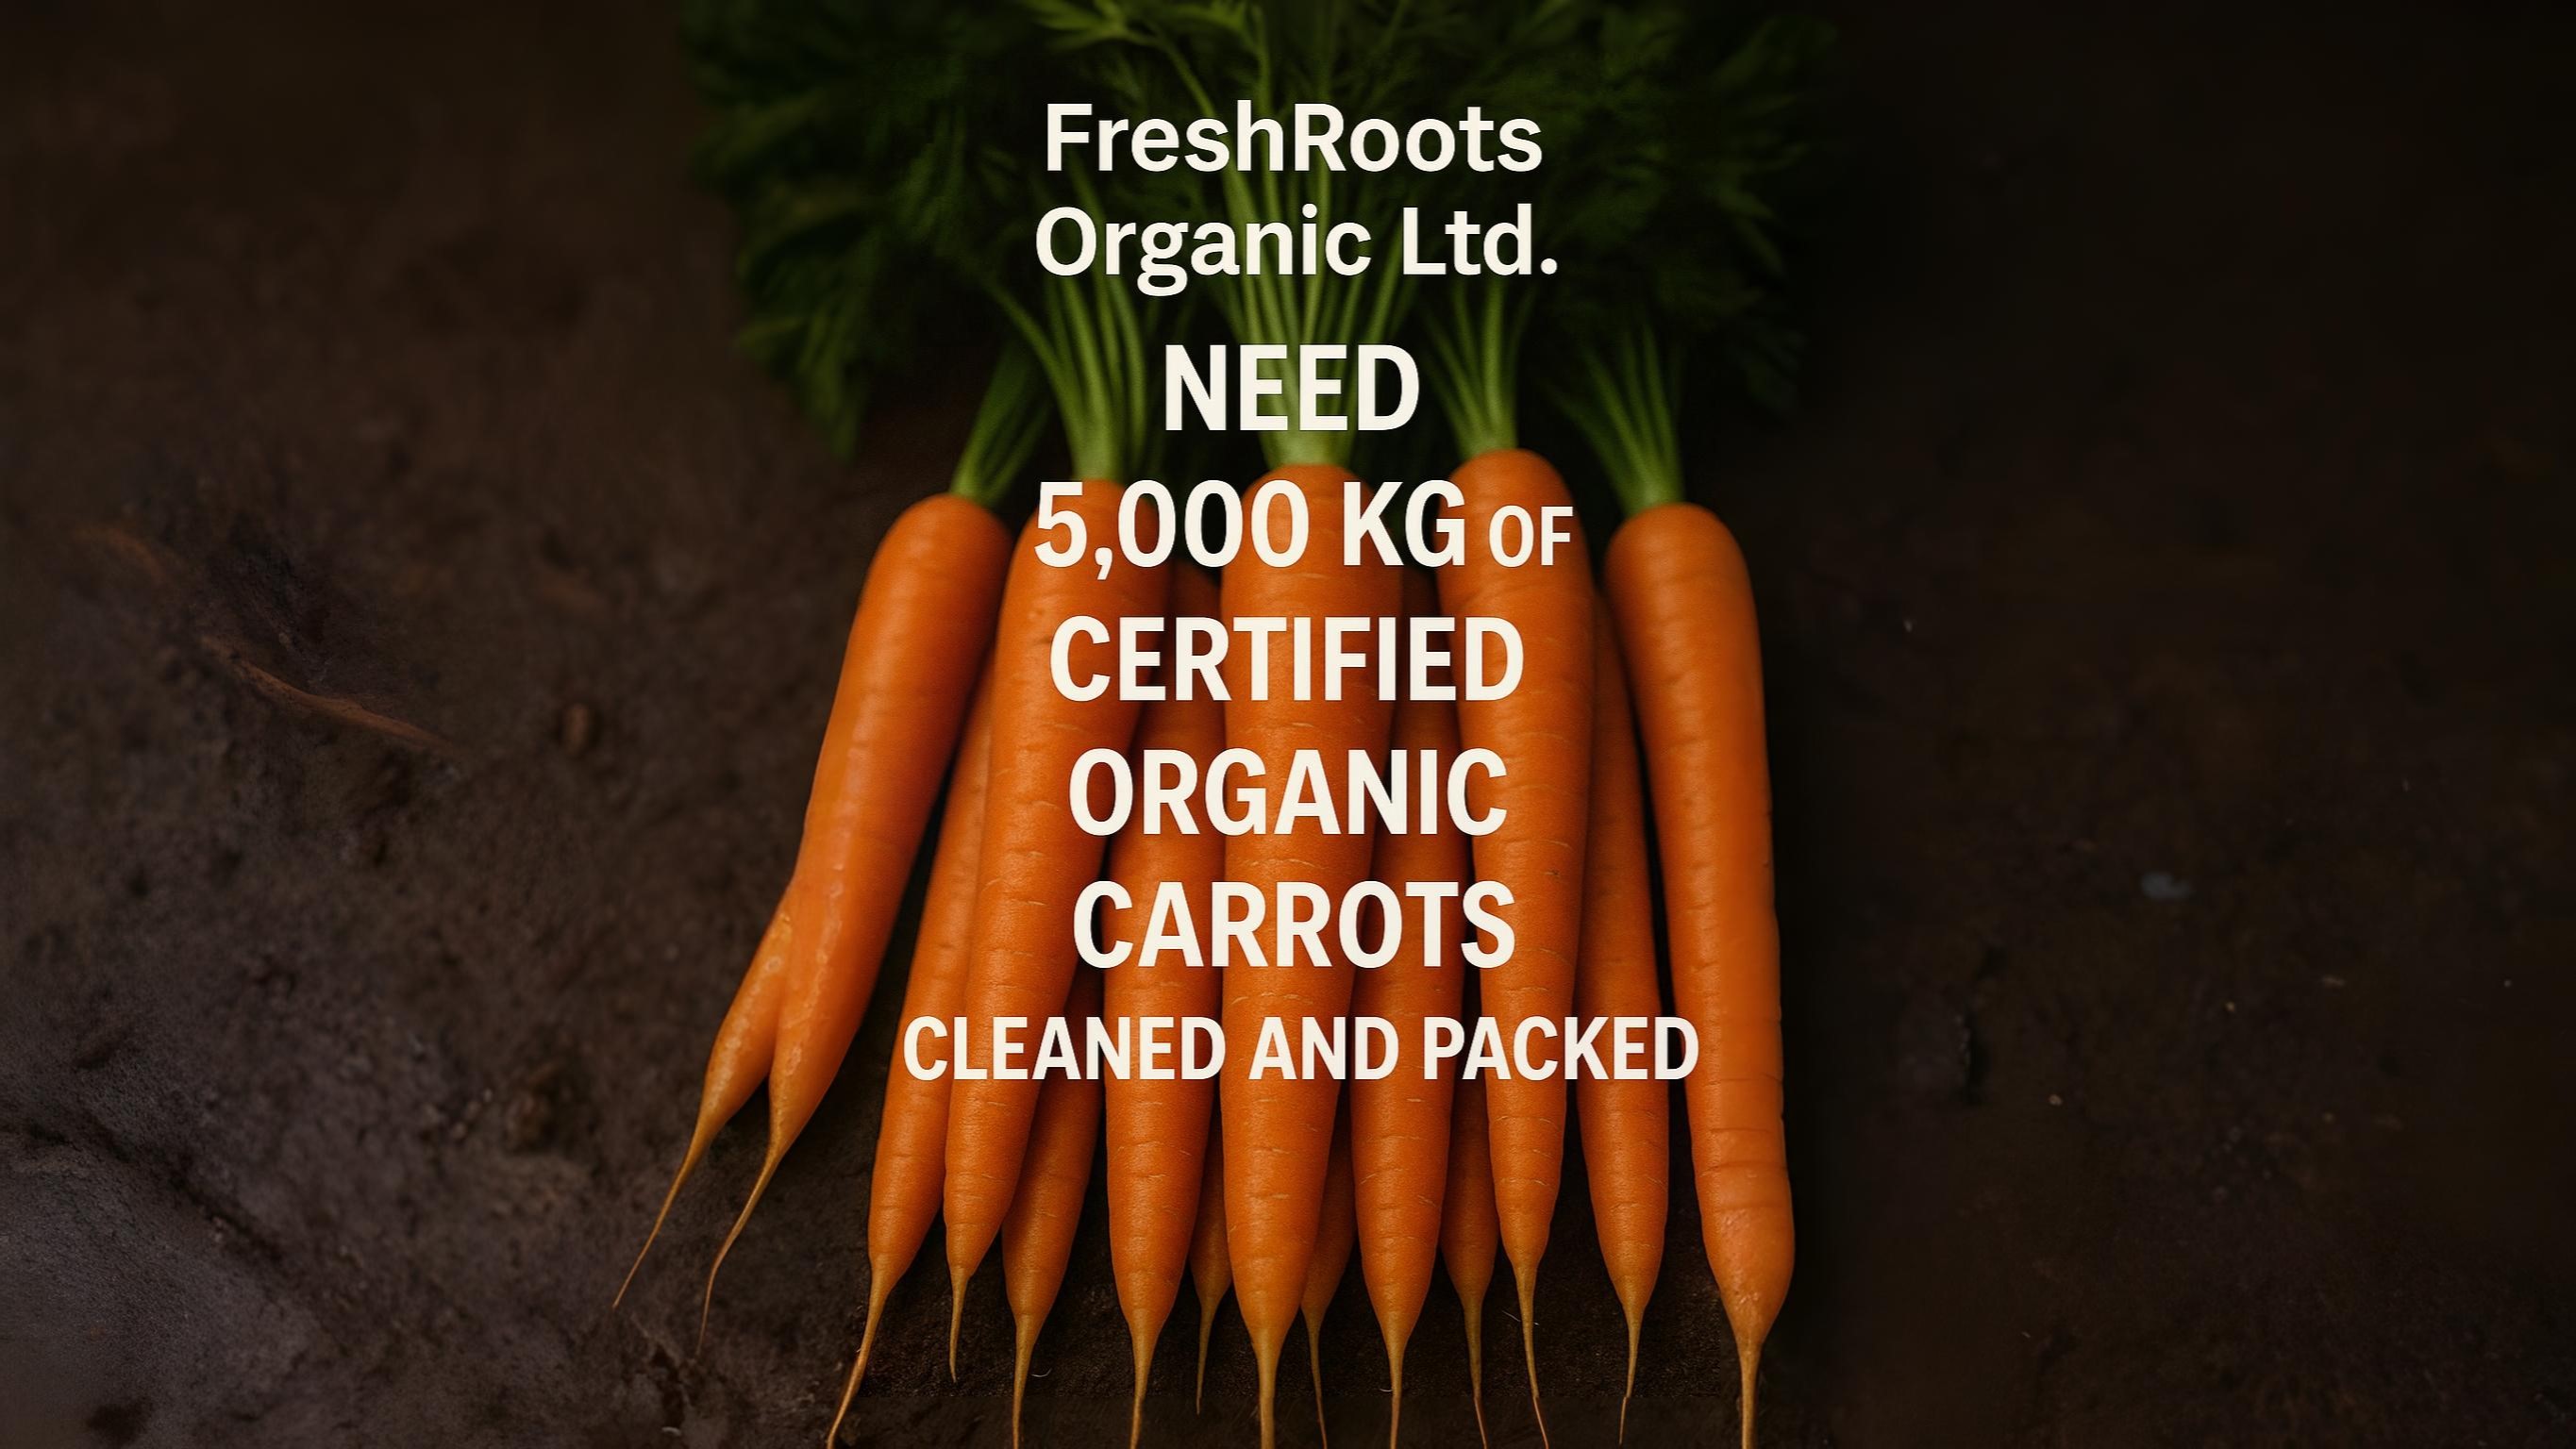 FreshRoots
Organic Ltd.
NEED
5,000 KG OF
CERTIFIED
ORGANIC
CARROTS
CLEANED AND PACKED